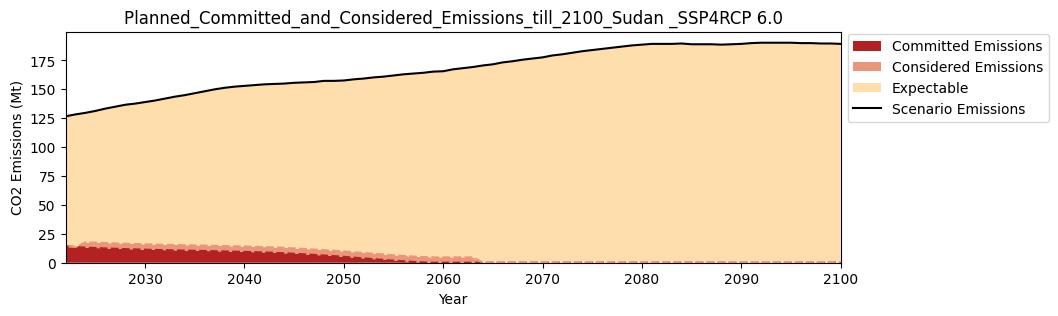 Planned_Committed_and_Considered_Emissions_till_2100_Sudan _SSP4RCP 6.0
Committed Emissions
Considered Emissions
Expectable
Scenario Emissions
CO2 Emissions (Mt)
175
150
125
100
75
50
25
0
2030 2040 2050 2060 2070 2080 2090 2100
Year